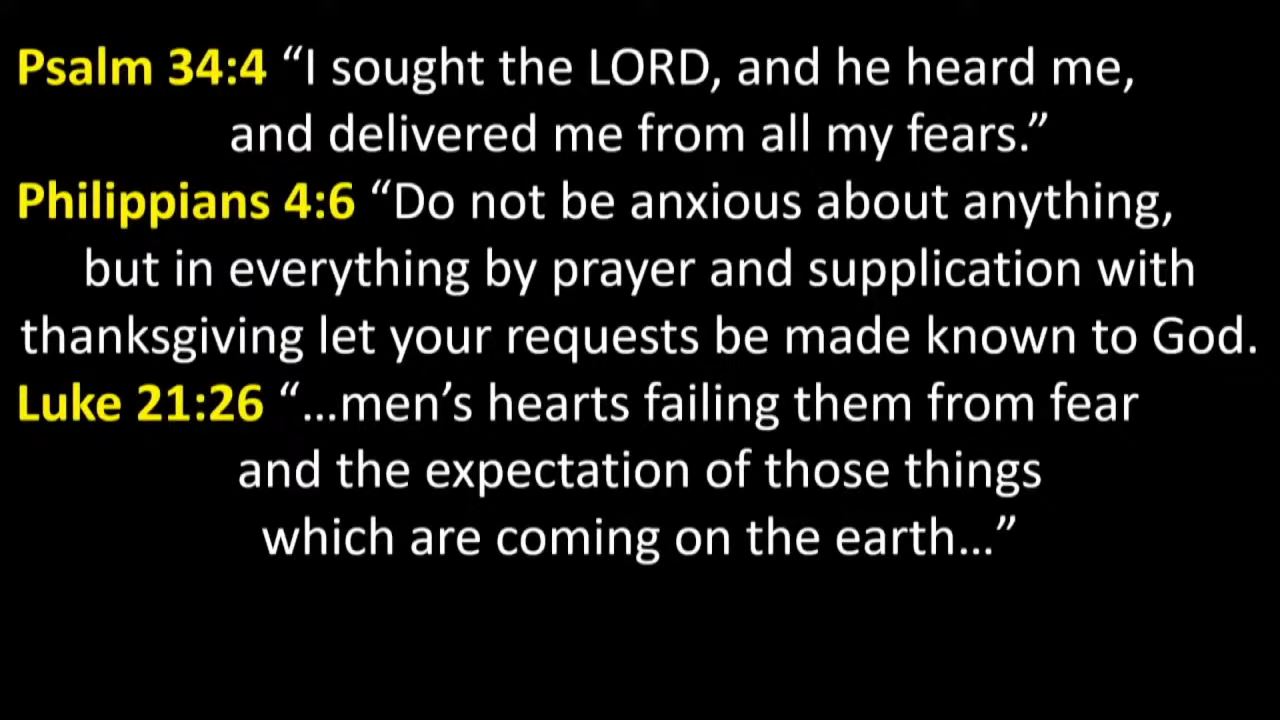 Psalm 34:4 “I sought the LORD, and he heard me,
and delivered me from all my fears.”
Philippians 4:6 “Do not be anxious about anything,
but in everything by prayer and supplication with
thanksgiving let your requests be made known to God.
Luke 21:26 “…men’s hearts failing them from fear
and the expectation of those things
which are coming on the earth…”